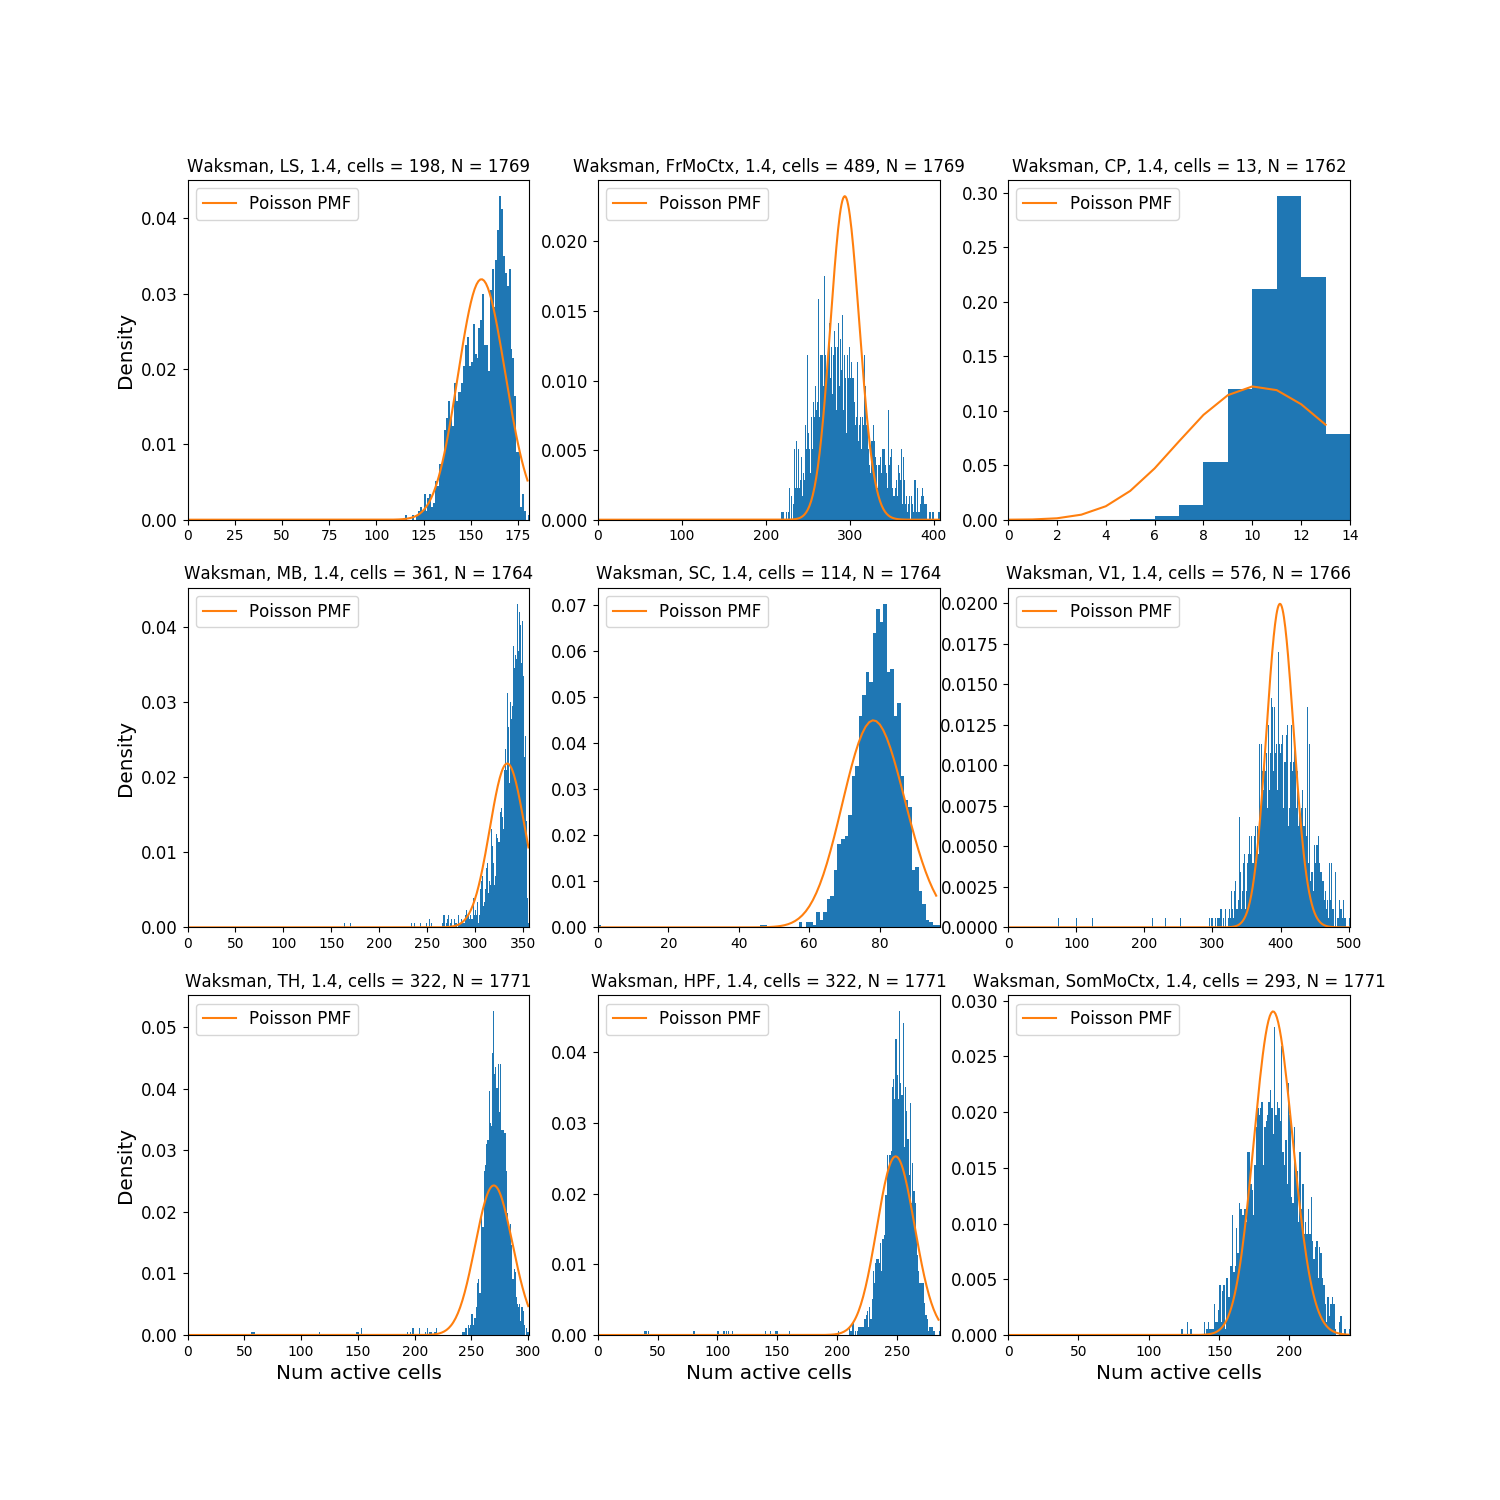 Waksman, LS, 1.4, cells = 198, N = 1769
Waksman, FrMoCtx, 1.4, cells = 489, N = 1769
Waksman, CP, 1.4, cells = 13, N = 1762
Poisson PMF
Poisson PMF
Poisson PMF
Density
0.04
0.03
0.02
0.01
0.00
0 25 50 75 100 125 150 175
0.020
0.015
0.010
0.005
0.000
0 100 200 300 400
0.30
0.25
0.20
0.15
0.10
0.05
0.00
0 2 4 6 8 10 12 14
Waksman, MB, 1.4, cells = 361, N = 1764
Waksman, SC, 1.4, cells = 114, N = 1764
Waksman, V1, 1.4, cells = 576, N = 1766
Poisson PMF
Poisson PMF
Poisson PMF
Density
0.04
0.03
0.02
0.01
0.00
0 50 100 150 200 250 300 350
0.07
0.06
0.05
0.04
0.03
0.02
0.01
0.00
0 20 40 60 80
0.0200
0.0175
0.0150
0.0125
0.0100
0.0075
0.0050
0.0025
0.0000
0 100 200 300 400 500
Waksman, TH, 1.4, cells = 322, N = 1771
Waksman, HPF, 1.4, cells = 322, N = 1771
Waksman, SomMoCtx, 1.4, cells = 293, N = 1771
Poisson PMF
Poisson PMF
Poisson PMF
Density
0.05
0.04
0.03
0.02
0.01
0.00
0 50 100 150 200 250 300
Num active cells
0.04
0.03
0.02
0.01
0.00
0 50 100 150 200 250
Num active cells
0.030
0.025
0.020
0.015
0.010
0.005
0.000
0 50 100 150 200
Num active cells